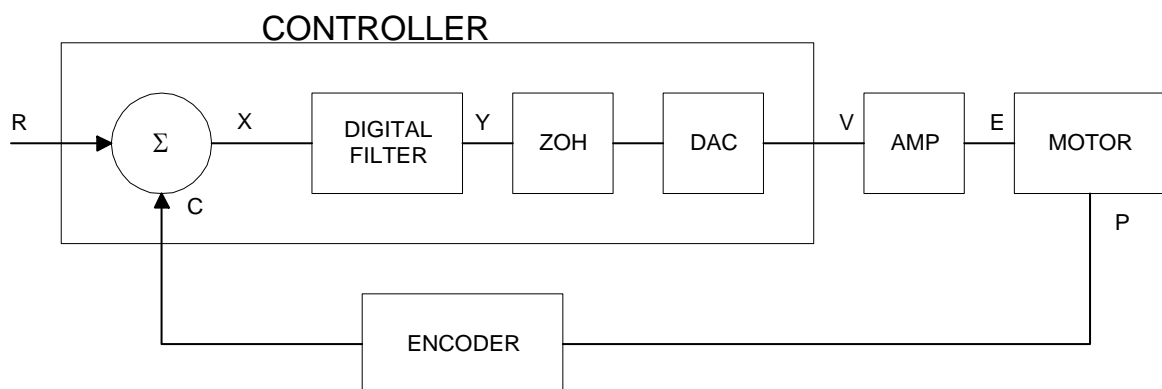 CONTROLLER
R
Σ
X
DIGITAL
FILTER
Y
ZOH
DAC
V
AMP
E
MOTOR
C
P
ENCODER